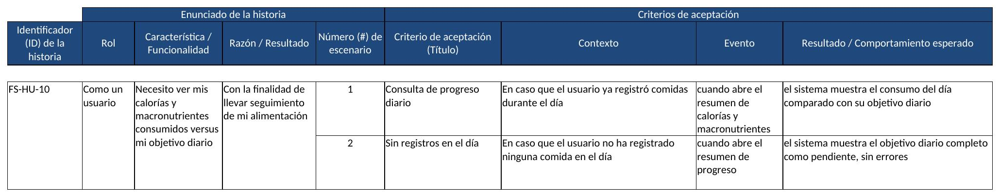 Enunciado de la historia
Criterios de aceptación
Identificador
(ID) de la
historia
Rol
Característica /
Funcionalidad
Razón / Resultado
Número (#) de
escenario
Criterio de aceptación
(Título)
Contexto
Evento
Resultado / Comportamiento esperado
FS-HU-10
Como un
usuario
Necesito ver mis
calorías y
macronutrientes
consumidos versus
mi objetivo diario
Con la finalidad de
llevar seguimiento
de mi alimentación
1
Consulta de progreso
diario
En caso que el usuario ya registró comidas
durante el día
cuando abre el
resumen de
calorías y
macronutrientes
el sistema muestra el consumo del día
comparado con su objetivo diario
2
Sin registros en el día
En caso que el usuario no ha registrado
ninguna comida en el día
cuando abre el
resumen de
progreso
el sistema muestra el objetivo diario completo
como pendiente, sin errores